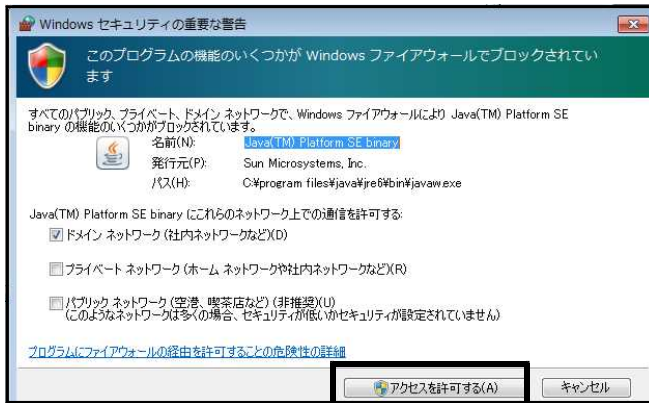 Windows セキュリティの重要な警告
このプログラムの機能のいくつかが Windows ファイアウォールでブロックされてい
ます
すべてのパブリック、プライベート、ドメイン ネットワークで、Windows ファイアウォールにより Java(TM) Platform SE
binary の機能のいくつかがブロックされています。
名前(N): Java(TM) Platform SE binary
発行元(P): Sun Microsystems, Inc.
パス(H): C:¥program files¥java¥jre6¥bin¥javaw.exe
Java(TM) Platform SE binary にこれらのネットワーク上での通信を許可する:
ドメイン ネットワーク (社内ネットワークなど)(D)
プライベート ネットワーク (ホーム ネットワークや社内ネットワークなど)(R)
パブリック ネットワーク (空港、喫茶店など) (非推奨)(U)
(このようなネットワークは多くの場合、セキュリティが低いかセキュリティが設定されていません)
プログラムにファイアウォールの経由を許可することの危険性の詳細
アクセスを許可する(A)
キャンセル